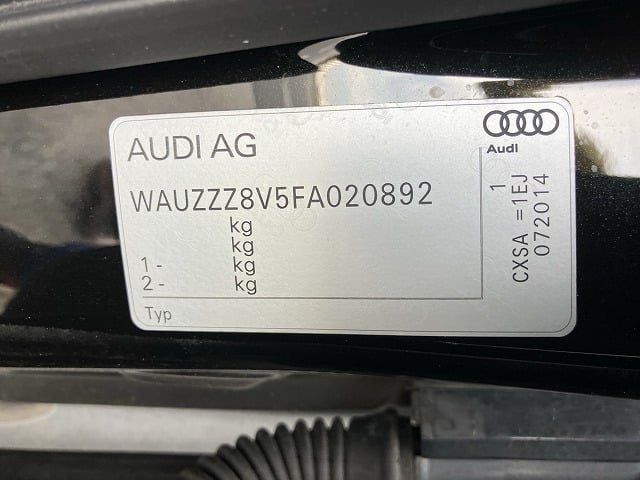 AUDI AG
Audi
WAUZZZ8V5FA020892
kg
kg
1 - kg
2 - kg
Typ
1
CXSA =1EJ
072014